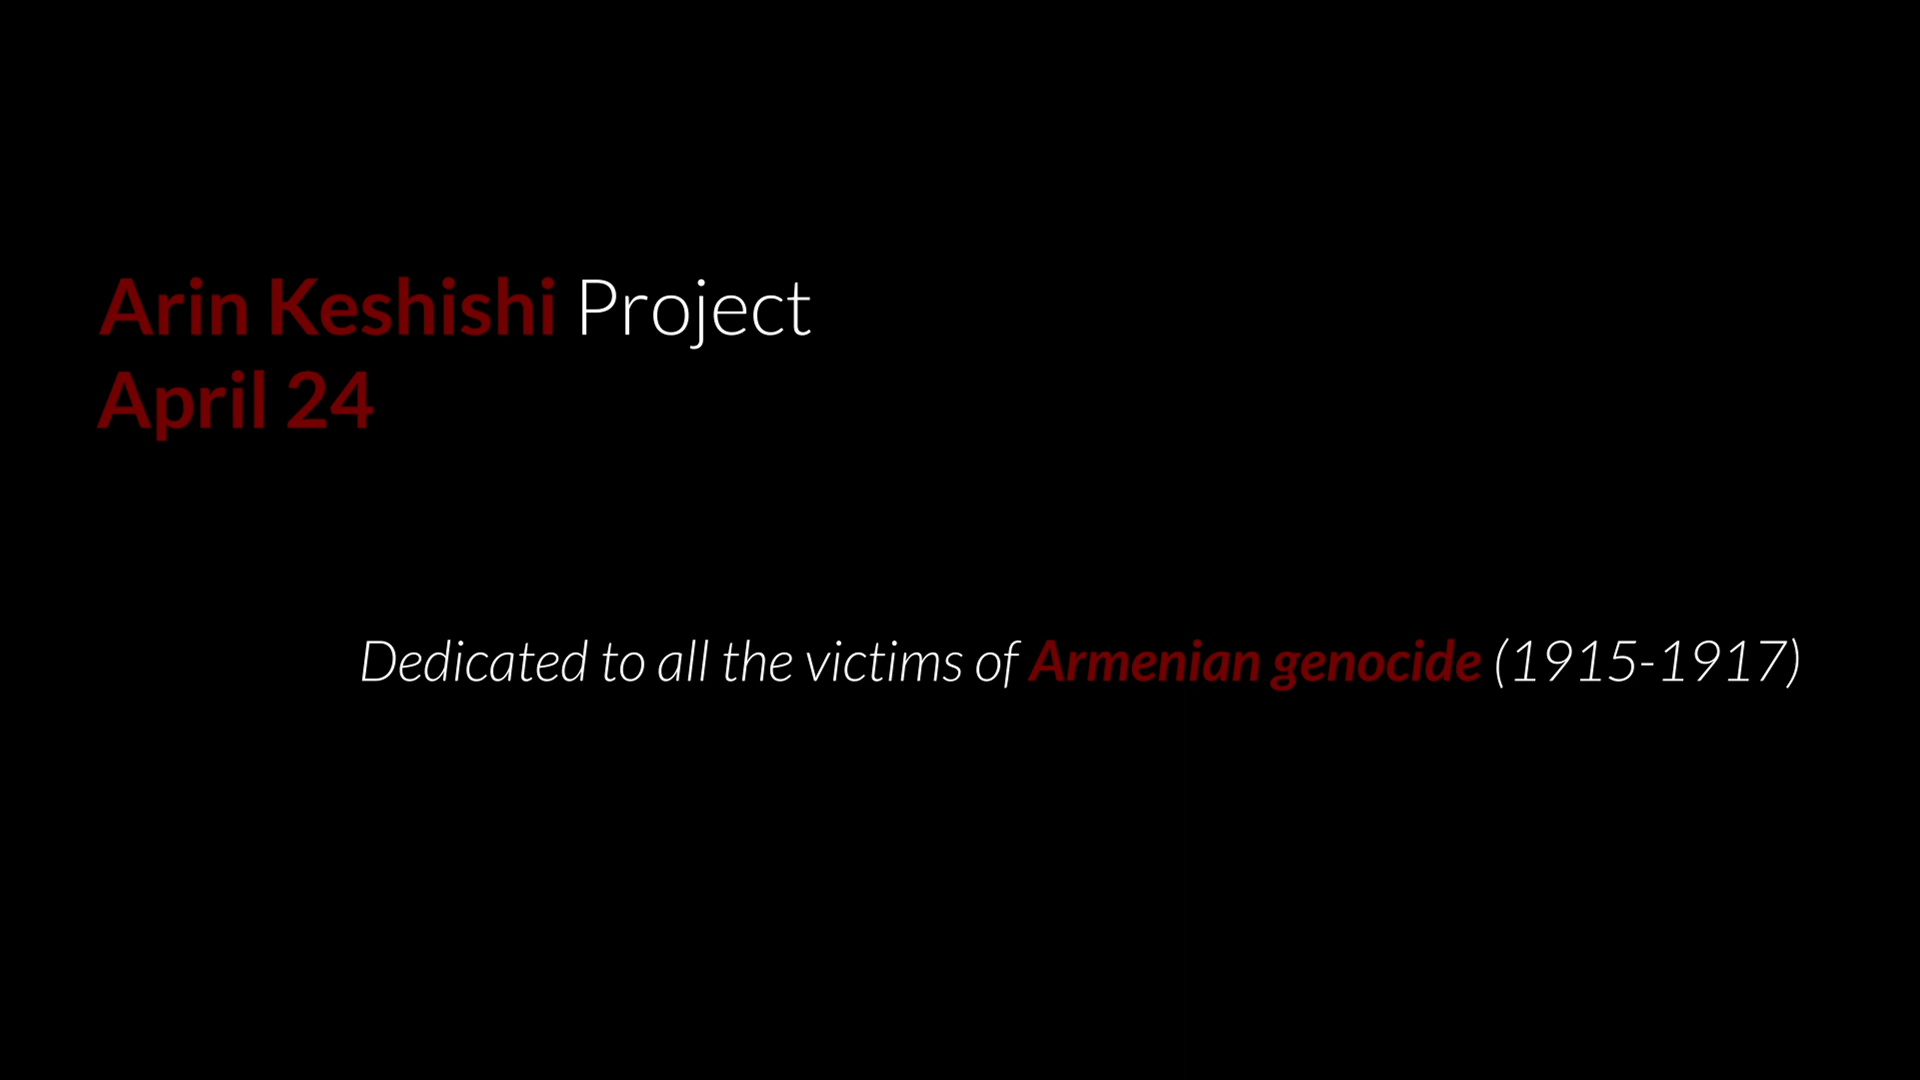 Arin Keshishi Project
April 24
Dedicated to all the victims of Armenian genocide (1915-1917)